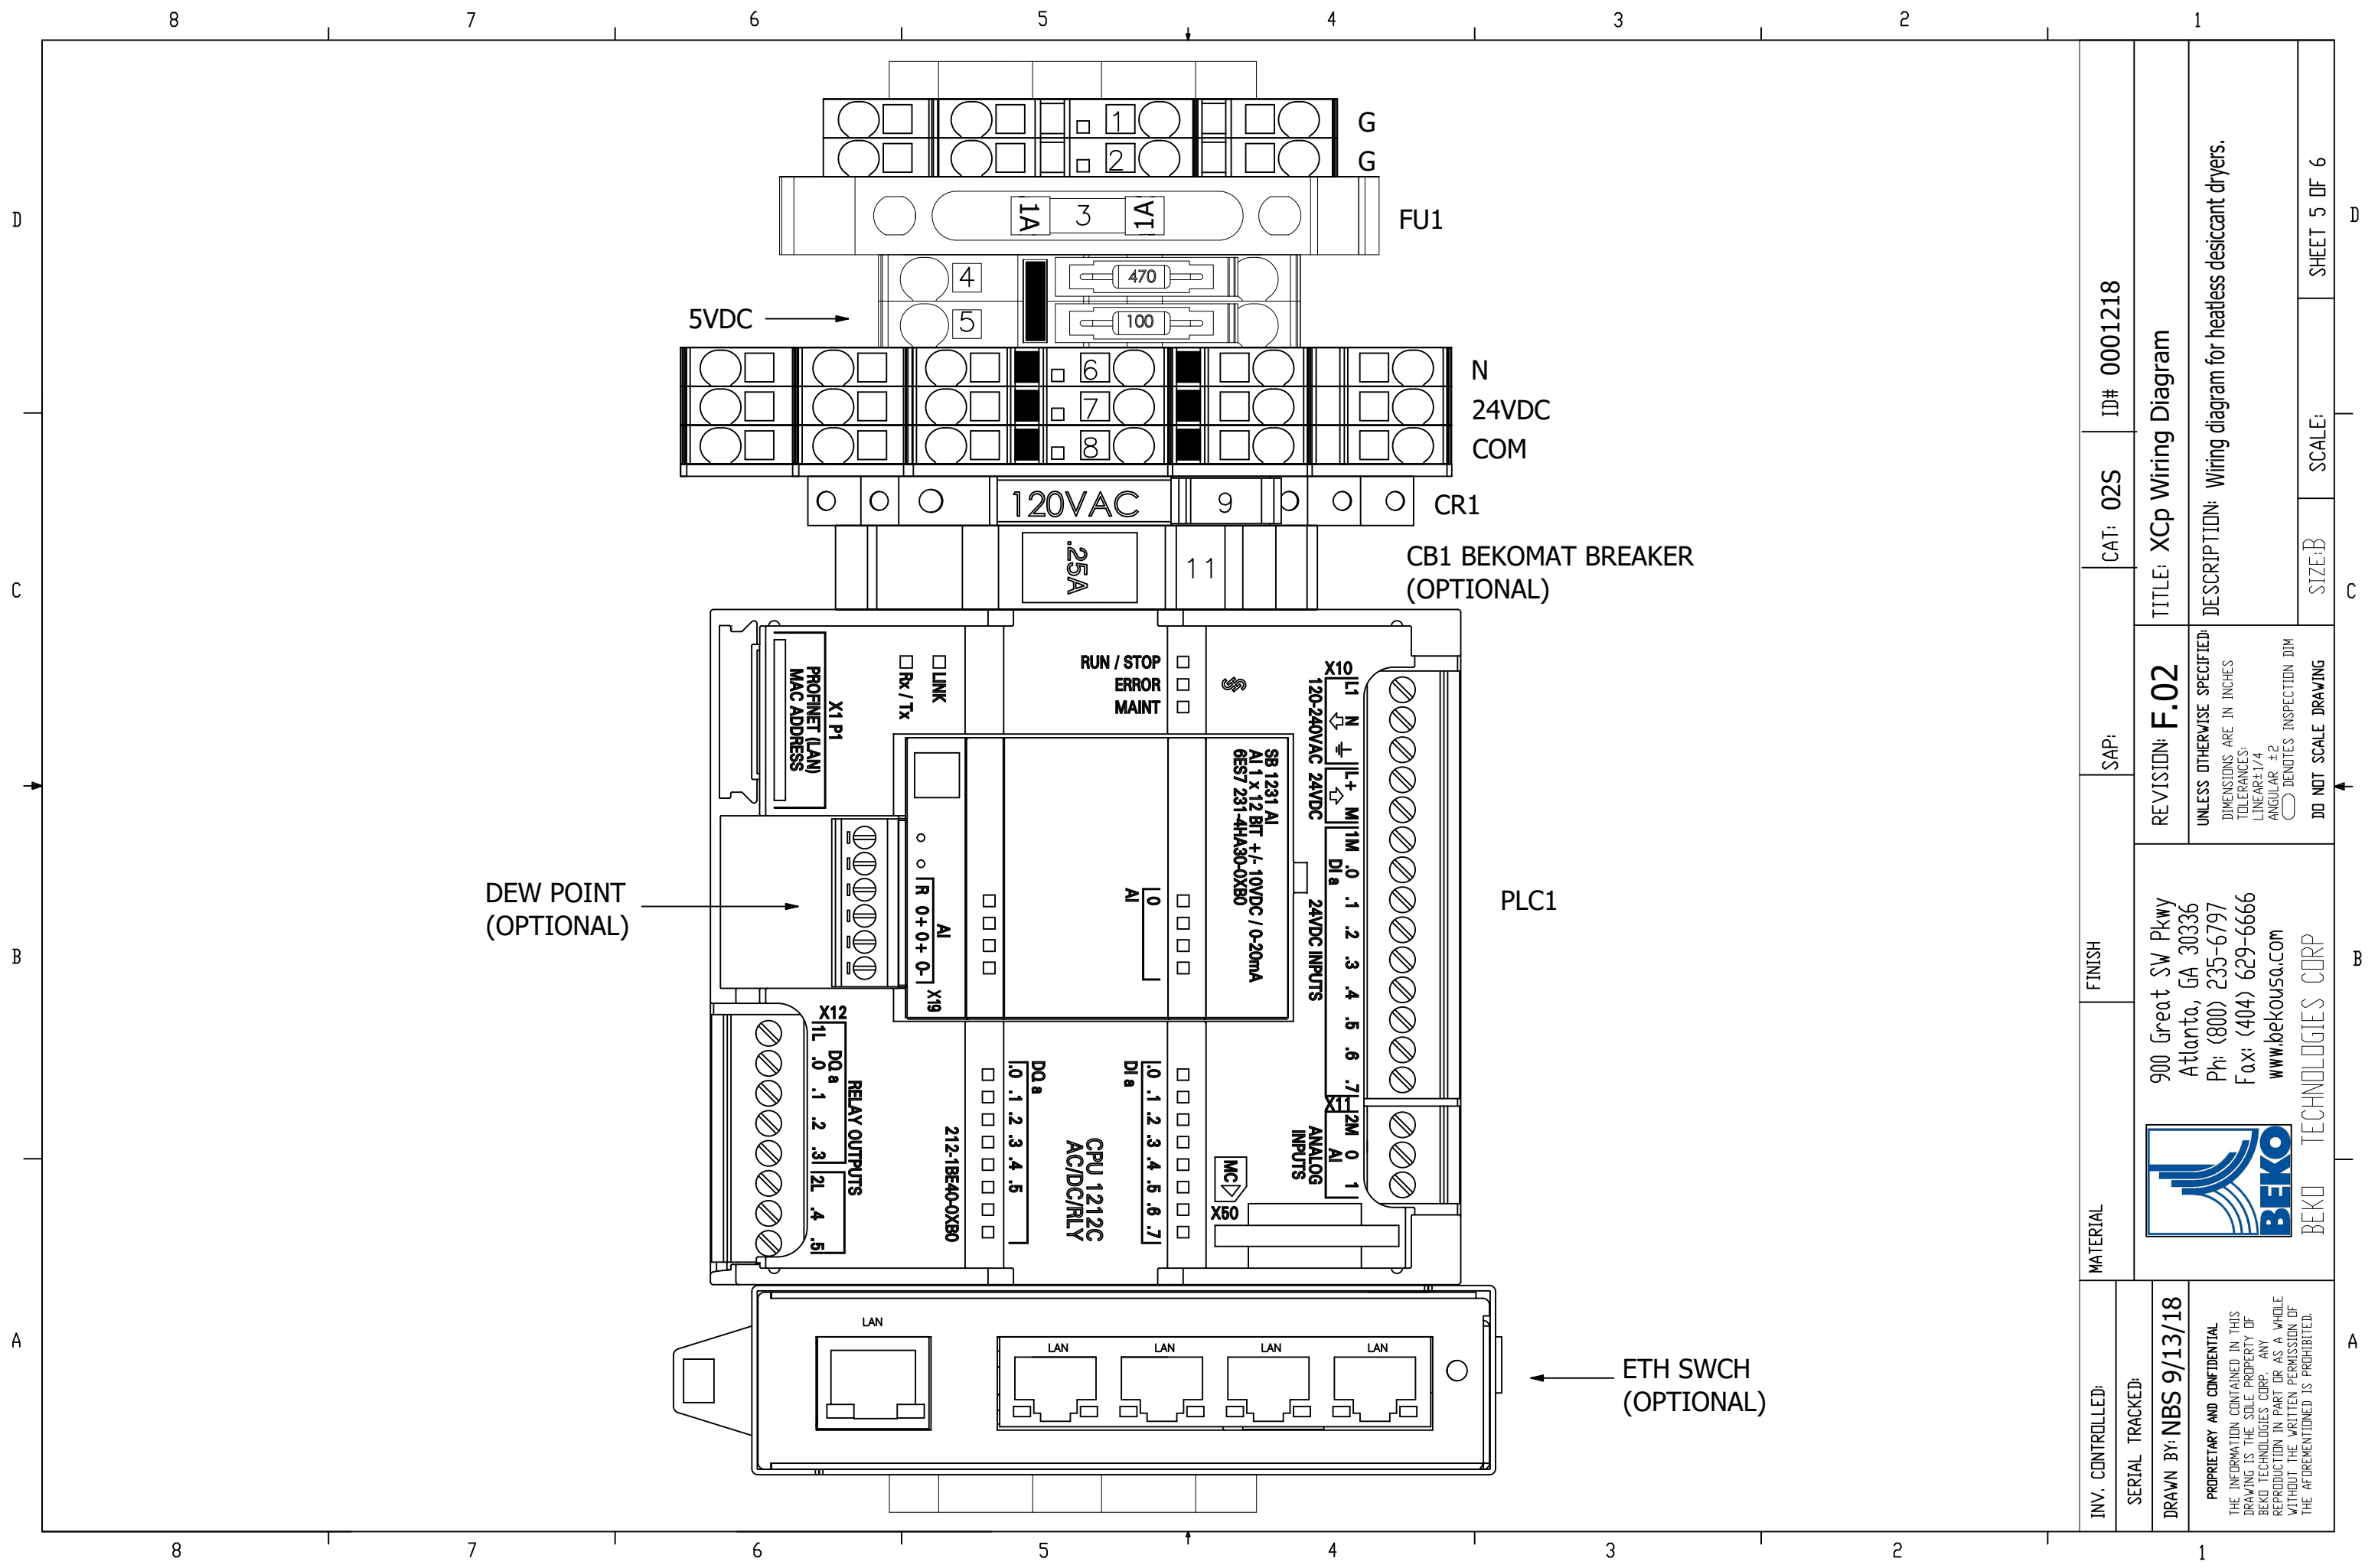 8 7 6 5 4 3 2 1
D
C
B
A
1 G
2 G
1A 3 1A FU1
4 470
5VDC 5 100
6 N
7 24VDC
8 COM
120VAC 9 CR1
.25A 11 CB1 BEKOMAT BREAKER
(OPTIONAL)
X1 P1
PROFINET (LAN)
MAC ADDRESS
LINK
Rx / Tx
RUN / STOP
ERROR
MAINT
X10
L1 N
120-240VAC
L+ M
24VDC
1M .0 .1 .2 .3 .4 .5 .6 .7
DI a
24VDC INPUTS
X11
2M 0 1
AI
ANALOG
INPUTS
SB 1231 AI
AI 1 x 12 BIT +/- 10VDC / 0-20mA
6ES7 231-4HA30-0XB0
0
AI
AI
R 0+ 0+ 0-
X19
DEW POINT
(OPTIONAL)
PLC1
X12
1L .0 .1 .2 .3
DQ a
2L .4 .5
RELAY OUTPUTS
DQ a
.0 .1 .2 .3 .4 .5
212-1BE40-0XB0
CPU 1212C
AC/DC/RLY
.0 .1 .2 .3 .4 .5 .6 .7
DI a
MC
X50
LAN
LAN LAN LAN LAN
ETH SWCH
(OPTIONAL)
8 7 6 5 4 3 2 1
D
C
B
A
INV. CONTROLLED:
SERIAL TRACKED:
DRAWN BY: NBS 9/13/18
PROPRIETARY AND CONFIDENTIAL
THE INFORMATION CONTAINED IN THIS
DRAWING IS THE SOLE PROPERTY OF
BEKO TECHNOLOGIES CORP. ANY
REPRODUCTION IN PART OR AS A WHOLE
WITHOUT THE WRITTEN PERMISSION OF
THE AFOREMENTIONED IS PROHIBITED.
MATERIAL
FINISH
BEKO
900 Great SW Pkwy
Atlanta, GA 30336
Ph: (800) 235-6797
Fax: (404) 629-6666
www.bekousa.com
BEKO TECHNOLOGIES CORP
SAP:
CAT: 02S
ID# 0001218
REVISION: F.02
UNLESS OTHERWISE SPECIFIED:
DIMENSIONS ARE IN INCHES
TOLERANCES:
LINEAR±1/4
ANGULAR ±2
DENOTES INSPECTION DIM
DO NOT SCALE DRAWING
TITLE: XCp Wiring Diagram
DESCRIPTION: Wiring diagram for heatless desiccant dryers.
SIZE:B
SCALE:
SHEET 5 OF 6